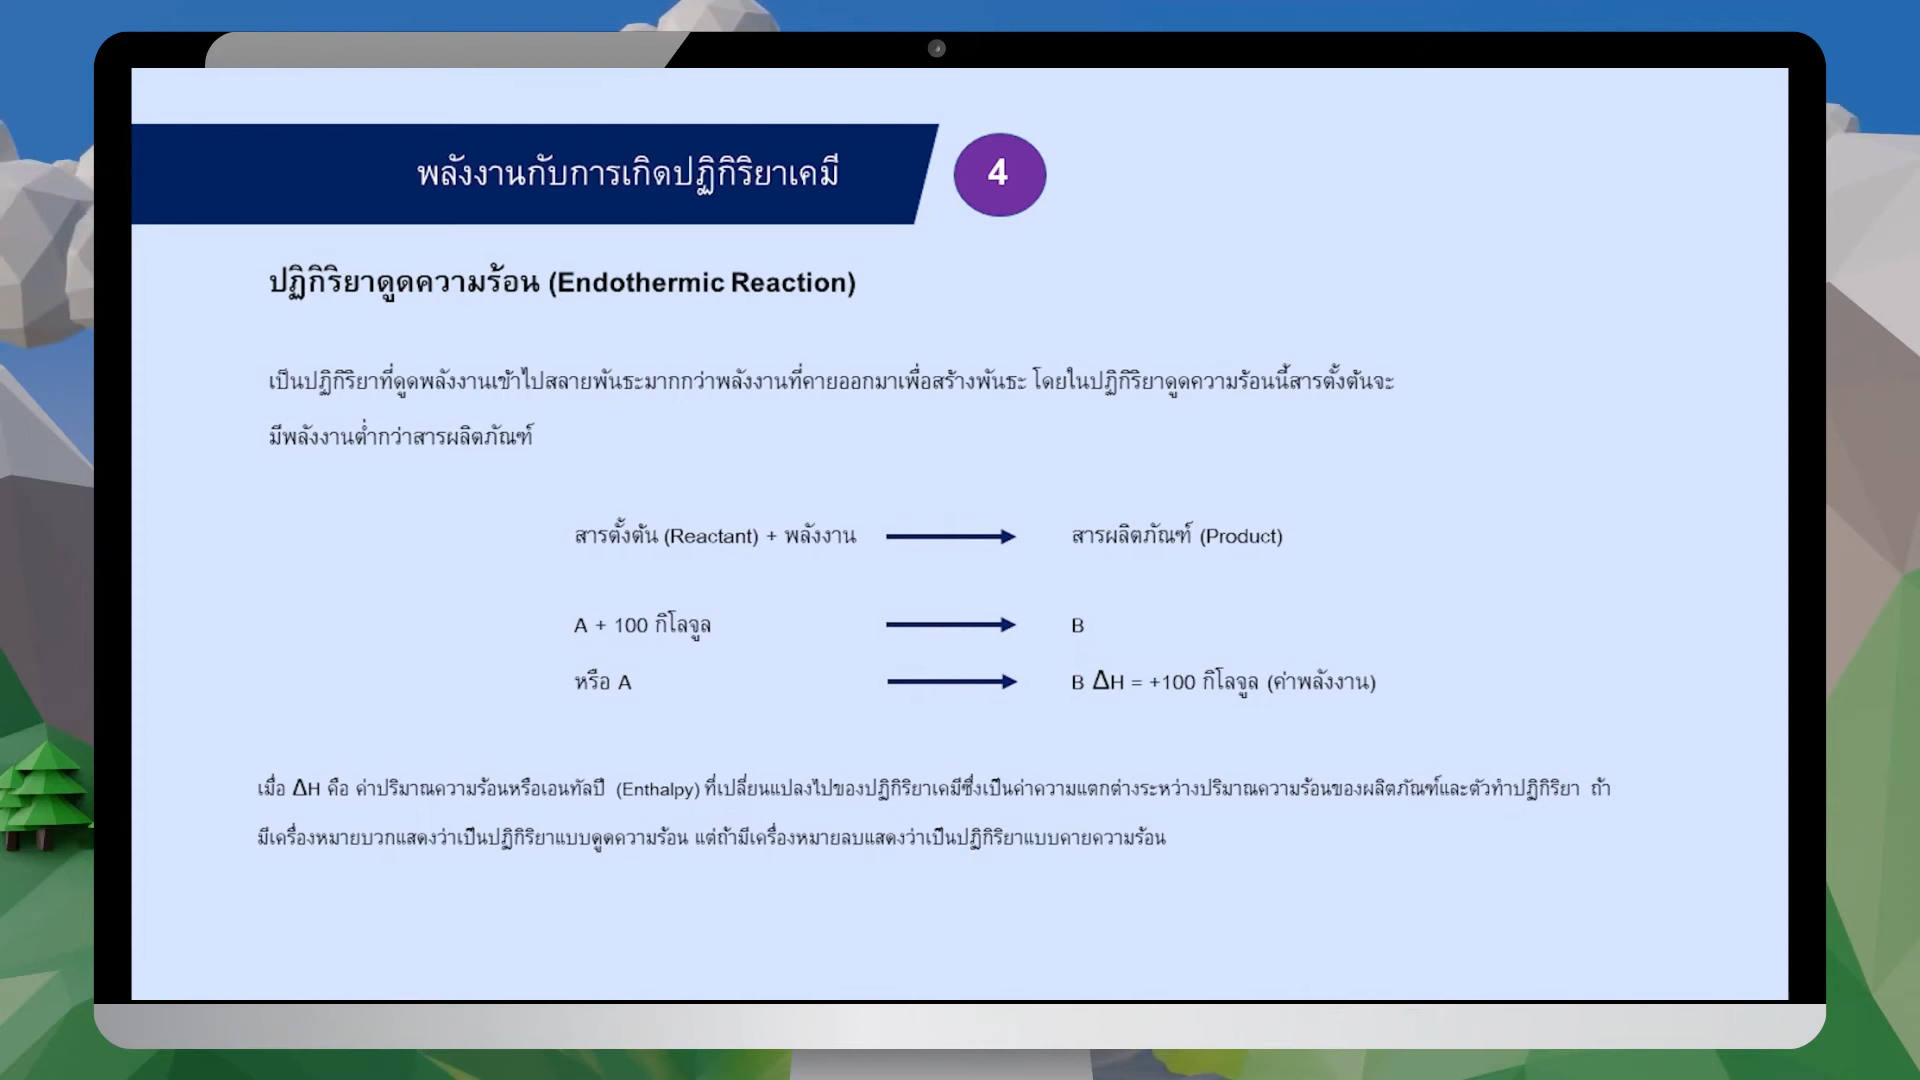 พลังงานกับการเกิดปฏิกิริยาเคมี 4
ปฏิกิริยาดูดความร้อน (Endothermic Reaction)
เป็นปฏิกิริยาที่ดูดพลังงานเข้าไปสลายพันธะมากกว่าพลังงานที่คายออกมาเพื่อสร้างพันธะ โดยในปฏิกิริยาดูดความร้อนนี้สารตั้งต้นจะ
มีพลังงานต่ำกว่าสารผลิตภัณฑ์
สารตั้งต้น (Reactant) + พลังงาน → สารผลิตภัณฑ์ (Product)
A + 100 กิโลจูล → B
หรือ A → B ΔH = +100 กิโลจูล (ค่าพลังงาน)
เมื่อ ΔH คือ ค่าปริมาณความร้อนหรือเอนทัลปี (Enthalpy) ที่เปลี่ยนแปลงไปของปฏิกิริยาเคมีซึ่งเป็นค่าความแตกต่างระหว่างปริมาณความร้อนของผลิตภัณฑ์และตัวทำปฏิกิริยา ถ้า
มีเครื่องหมายบวกแสดงว่าเป็นปฏิกิริยาแบบดูดความร้อน แต่ถ้ามีเครื่องหมายลบแสดงว่าเป็นปฏิกิริยาแบบคายความร้อน